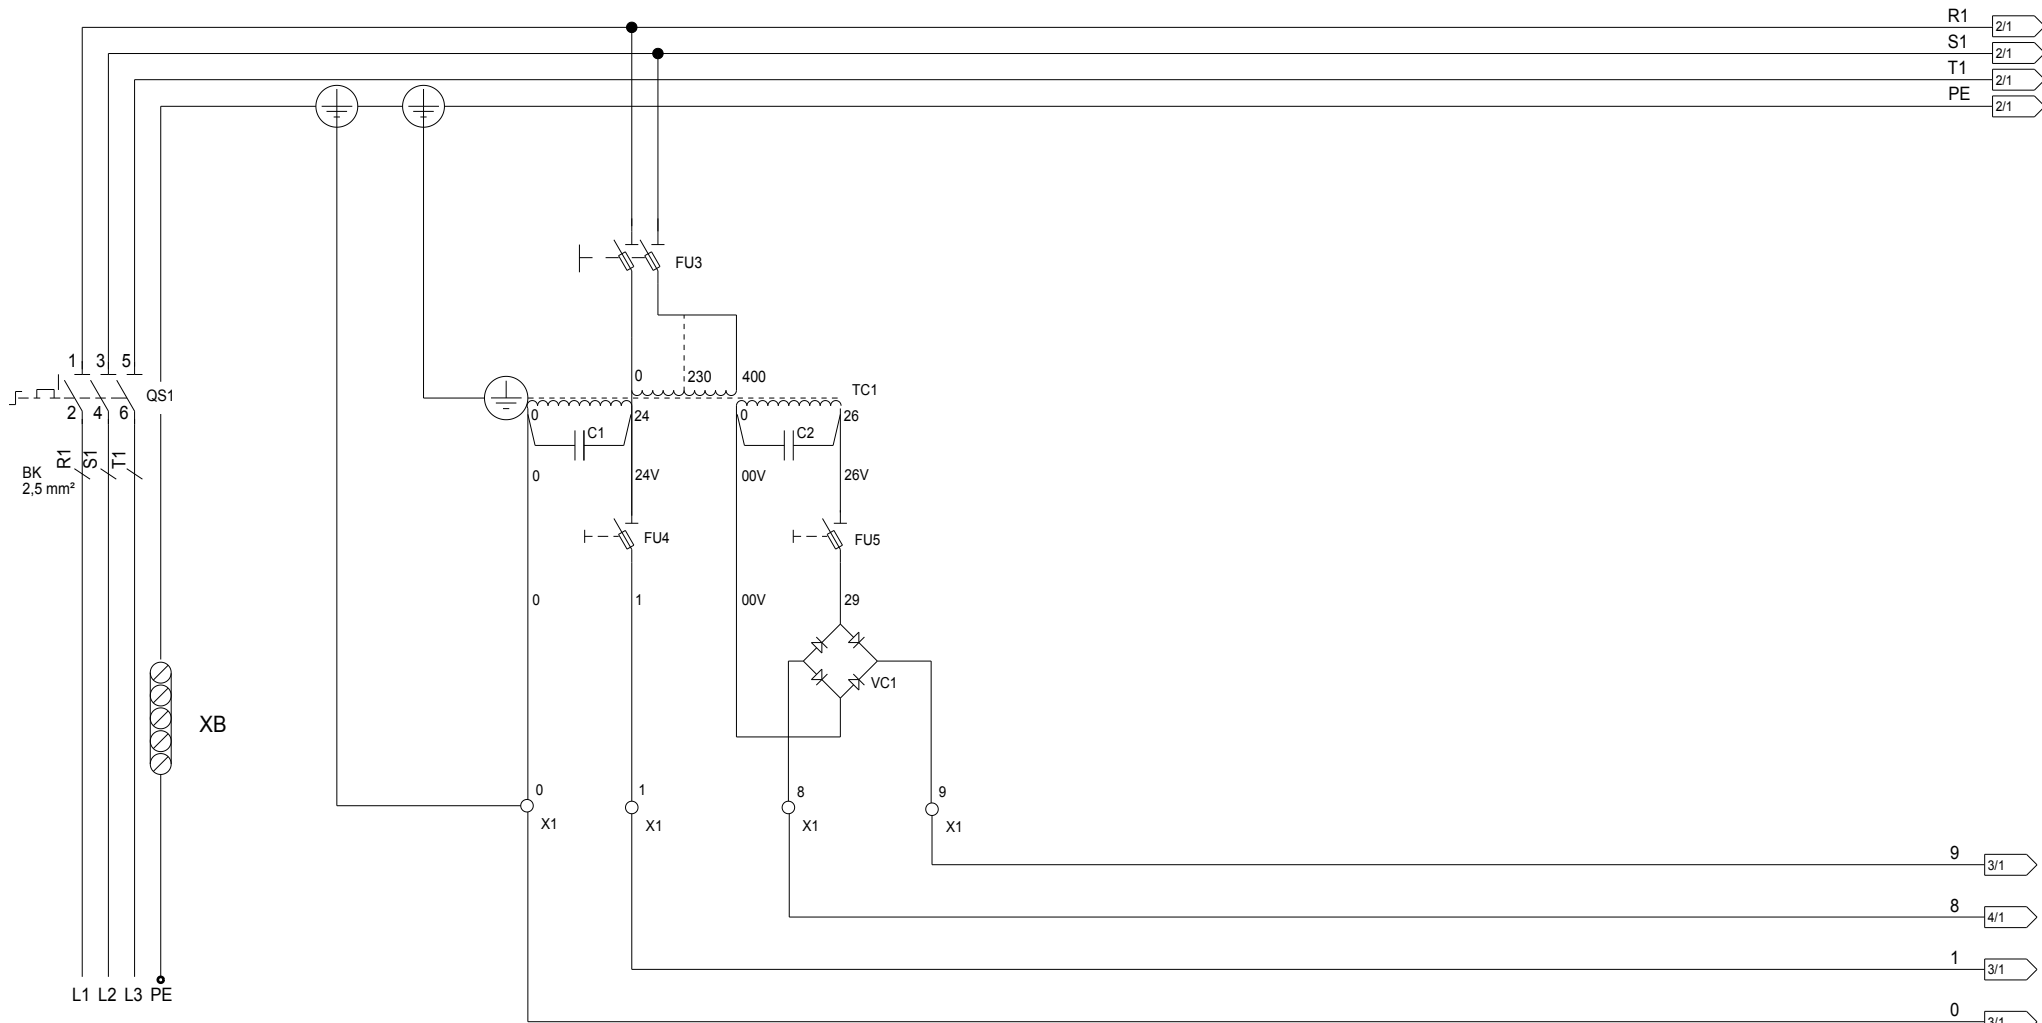 R1
2/1
S1
2/1
T1
2/1
PE
2/1
FU3
1 3 5
QS1
2 4 6
0 230 400
TC1
0 24 0 26
C1 C2
R1 S1 T1
BK
2,5 mm²
0 24V 00V 26V
FU4 FU5
0 1 00V 29
VC1
XB
0 1 8 9
X1 X1 X1 X1
9
3/1
8
4/1
1
3/1
0
3/1
L1 L2 L3 PE